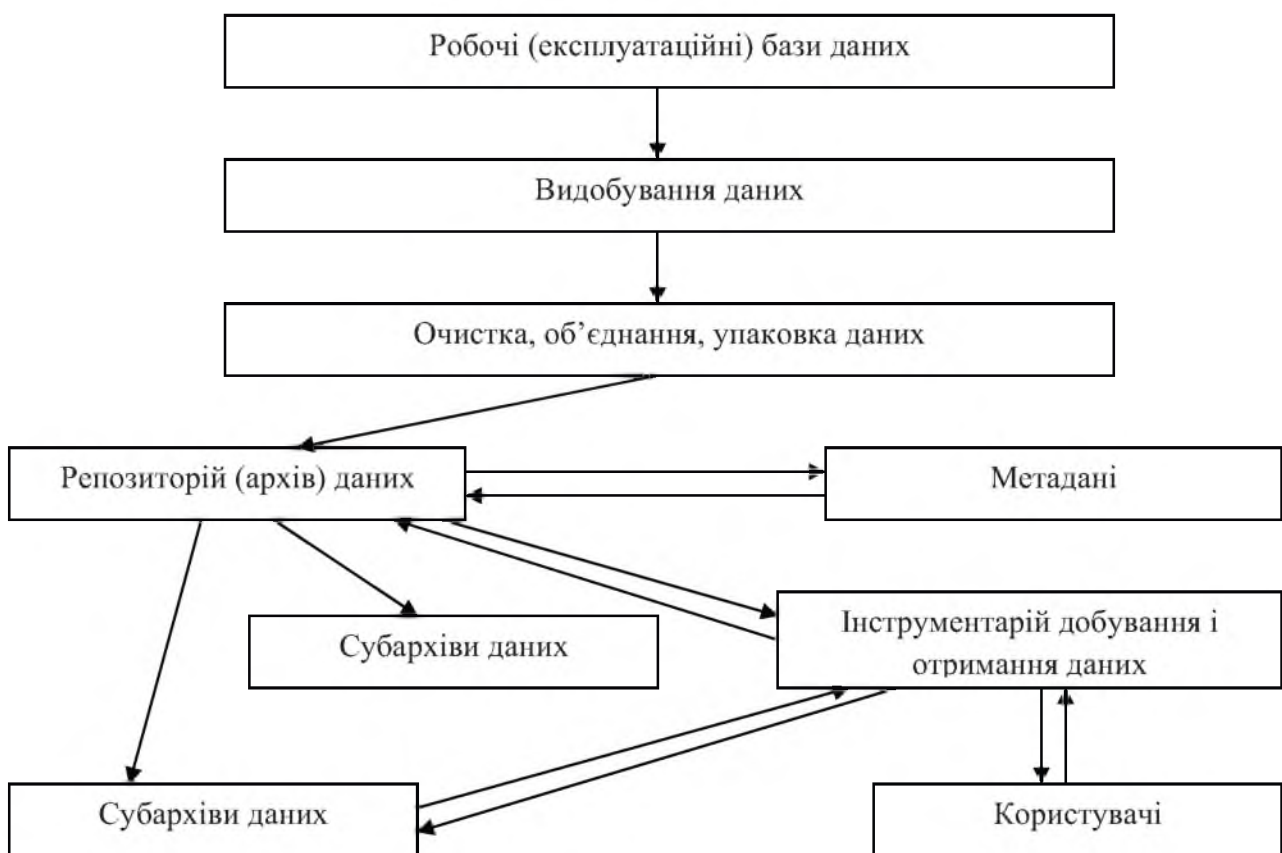 Робочі (експлуатаційні) бази даних
Видобування даних
Очистка, об’єднання, упаковка даних
Репозиторій (архів) даних
Метадані
Субархіви даних
Інструментарій добування і
отримання даних
Субархіви даних
Користувачі